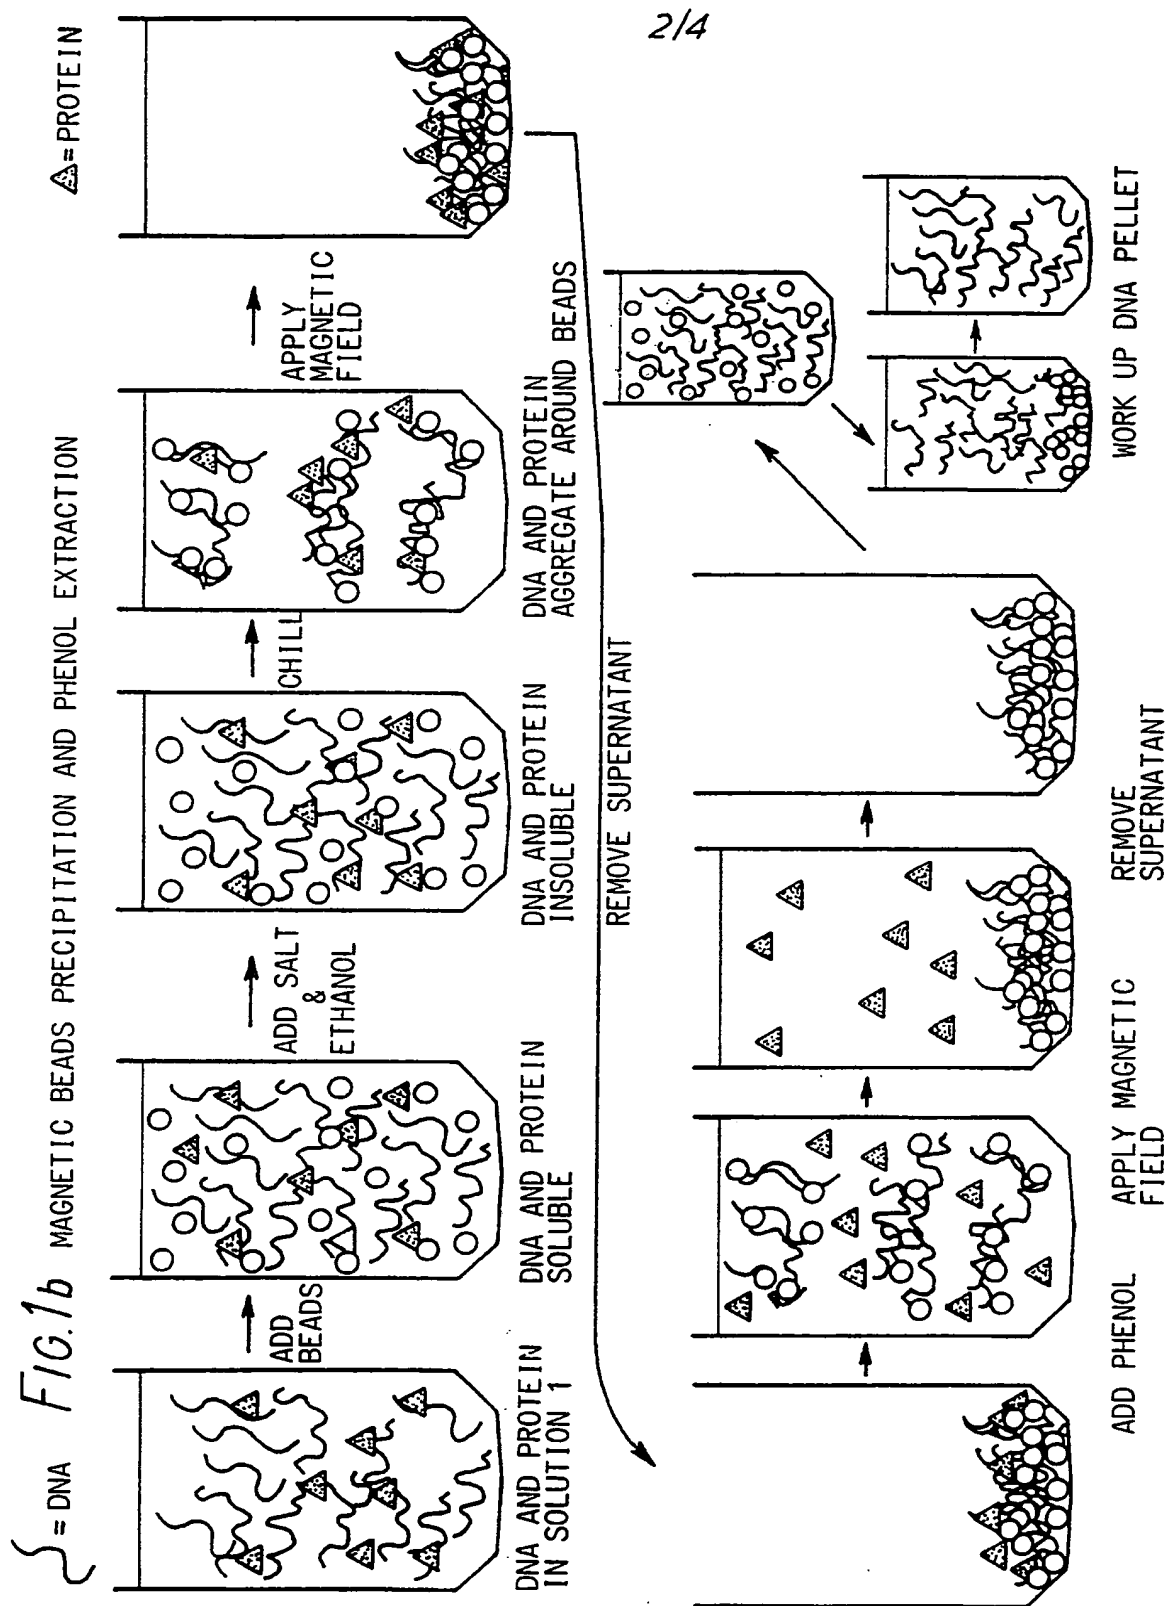 2/4
= DNA
FIG. 1b
MAGNETIC BEADS PRECIPITATION AND PHENOL EXTRACTION
= PROTEIN
ADD
BEADS
ADD SALT
&
ETHANOL
CHILL
APPLY
MAGNETIC
FIELD
DNA AND PROTEIN
IN SOLUTION 1
DNA AND PROTEIN
SOLUBLE
DNA AND PROTEIN
INSOLUBLE
DNA AND PROTEIN
AGGREGATE AROUND BEADS
REMOVE SUPERNATANT
ADD PHENOL
APPLY MAGNETIC
FIELD
REMOVE
SUPERNATANT
WORK UP DNA PELLET